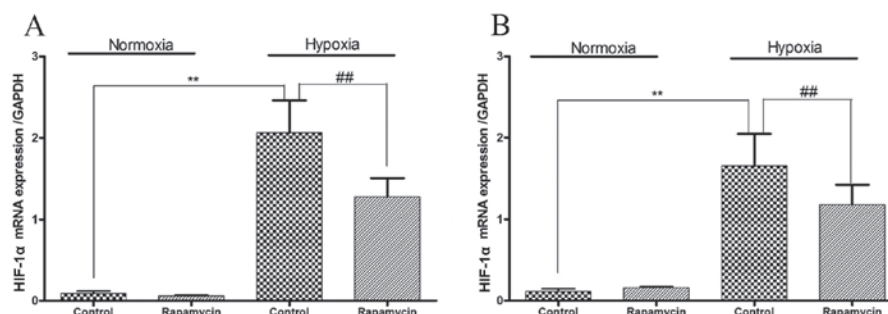 A
Normoxia
Hypoxia
HIF-1α mRNA expression /GAPDH
3
2
1
0
**
##
Control
Rapamycin
Control
Rapamycin
B
Normoxia
Hypoxia
HIF-1α mRNA expression /GAPDH
3
2
1
0
**
##
Control
Rapamycin
Control
Rapamycin